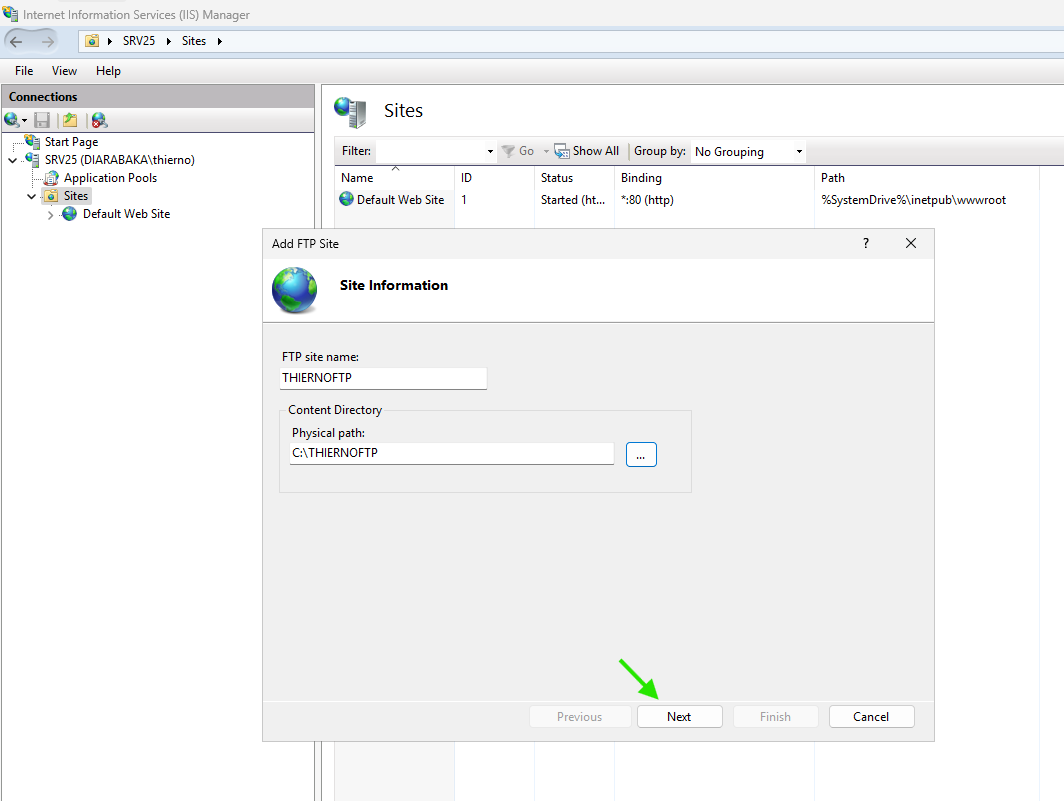 Internet Information Services (IIS) Manager
SRV25 Sites
File View Help
Connections
Start Page
SRV25 (DIARABAKA\thierno)
Application Pools
Sites
Default Web Site
Sites
Filter: Go Show All Group by: No Grouping
Name ID Status Binding Path
Default Web Site 1 Started (ht... *:80 (http) %SystemDrive%\inetpub\wwwroot
Add FTP Site ?
Site Information
FTP site name:
THIERNOFTP
Content Directory
Physical path:
C:\THIERNOFTP ...
Previous Next Finish Cancel